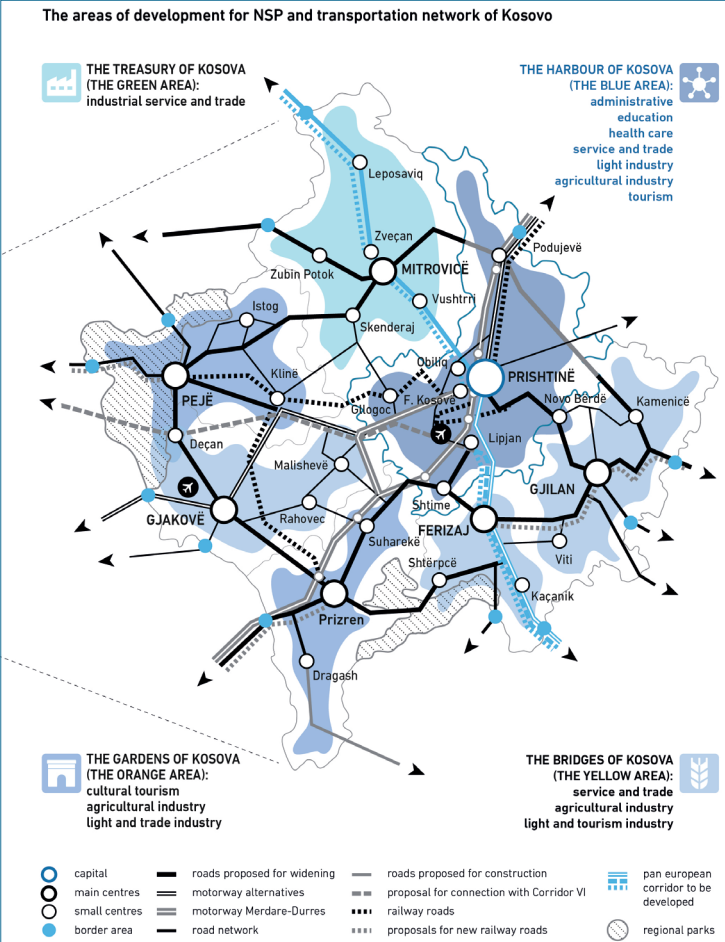 The areas of development for NSP and transportation network of Kosovo
THE TREASURY OF KOSOVA
(THE GREEN AREA):
industrial service and trade
THE HARBOUR OF KOSOVA
(THE BLUE AREA):
administrative
education
health care
service and trade
light industry
agricultural industry
tourism
Leposaviq
Zveçan
Podujevë
Zubin Potok
MITROVICË
Vushtrri
Istog
Skenderaj
Obiliq
Klinë
PRISHTINË
PEJË
Gllogoc
F. Kosovë
Novo Bërdë
Kamenicë
Deçan
Lipjan
Malishevë
GJILAN
Shtime
GJAKOVË
Rahovec
FERIZAJ
Suharekë
Viti
Shtërpcë
Kaçanik
Prizren
Dragash
THE GARDENS OF KOSOVA
(THE ORANGE AREA):
cultural tourism
agricultural industry
light and trade industry
THE BRIDGES OF KOSOVA
(THE YELLOW AREA):
service and trade
agricultural industry
light and tourism industry
capital
main centres
small centres
border area
roads proposed for widening
motorway alternatives
motorway Merdare-Durres
road network
roads proposed for construction
proposal for connection with Corridor VI
railway roads
proposals for new railway roads
pan european
corridor to be
developed
regional parks